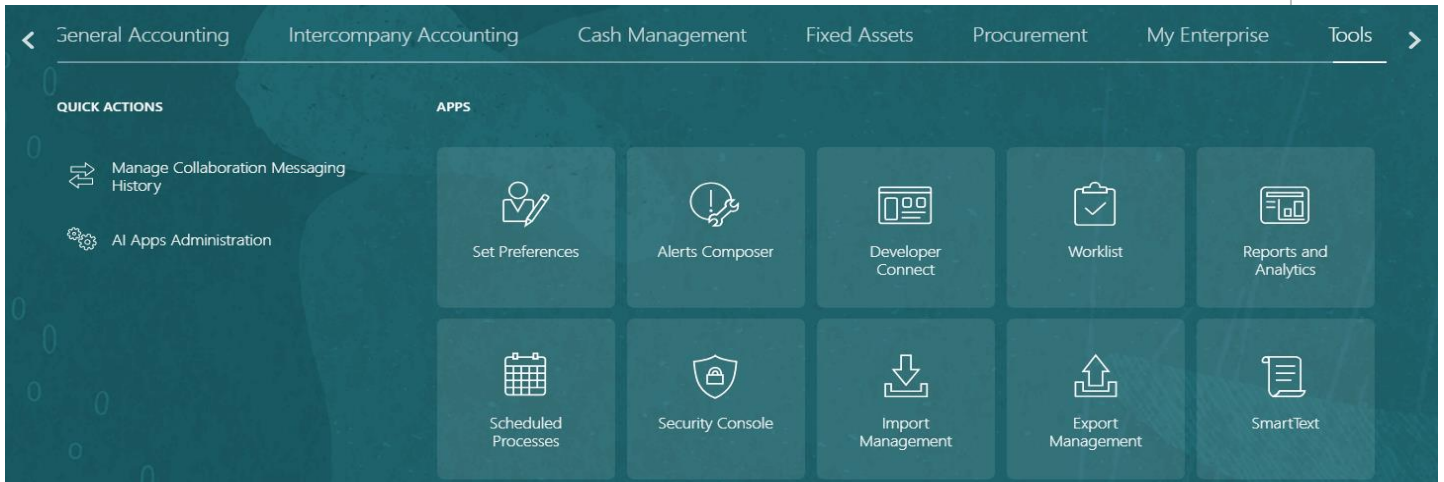 General Accounting Intercompany Accounting Cash Management Fixed Assets Procurement My Enterprise Tools
QUICK ACTIONS
Manage Collaboration Messaging
History
AI Apps Administration
APPS
Set Preferences
Alerts Composer
Developer
Connect
Worklist
Reports and
Analytics
Scheduled
Processes
Security Console
Import
Management
Export
Management
SmartText